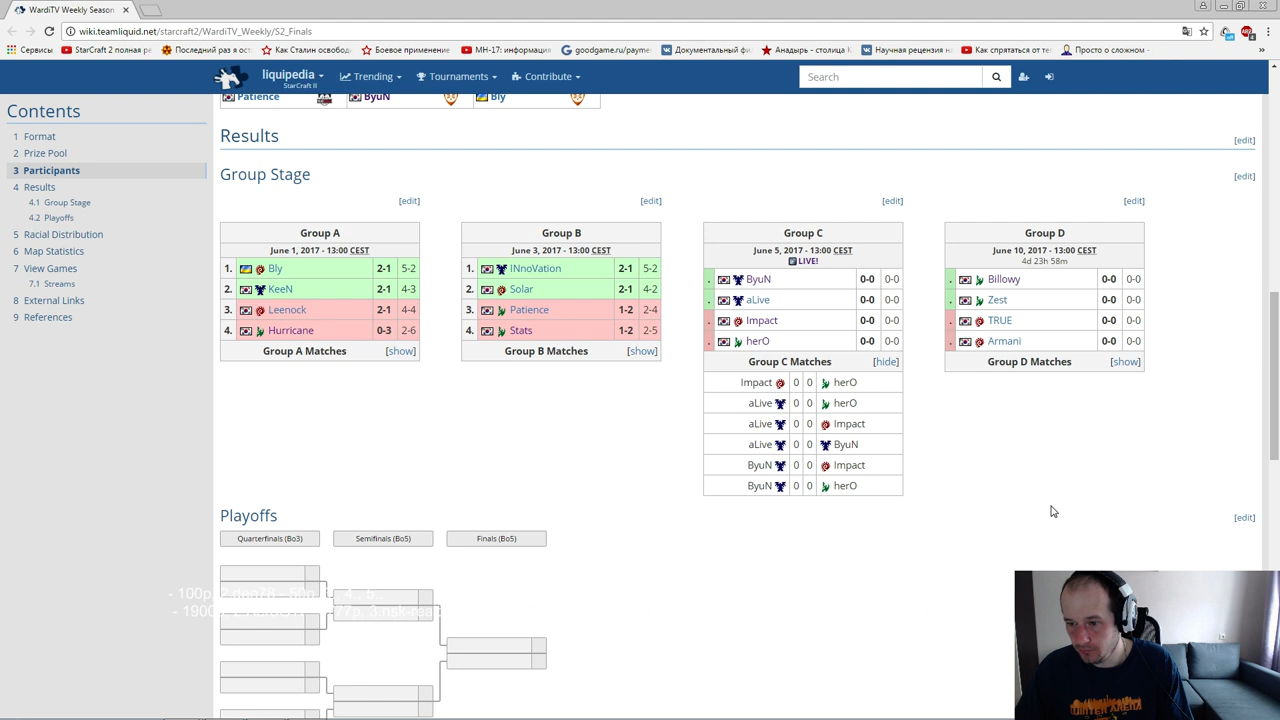 WardiTV Weekly Season
wiki.teamliquid.net/starcraft2/WardiTV_Weekly/S2_Finals
Сервисы StarCraft 2 полная ре Последний раз я ост Как Сталин освобод Боевое применение МН-17: информация goodgame.ru/payme Документальный фи Анадырь - столица К Научная рецензия н Как спрятаться от те Просто о сложном - »
liquipedia StarCraft II Trending Tournaments Contribute Search
Patience ByuN Bly
Contents
1 Format
2 Prize Pool
3 Participants
4 Results
4.1 Group Stage
4.2 Playoffs
5 Racial Distribution
6 Map Statistics
7 View Games
7.1 Streams
8 External Links
9 References
Results [edit]
Group Stage [edit]
[edit] [edit] [edit] [edit]
Group A
June 1, 2017 - 13:00 CEST
1. Bly 2-1 5-2
2. KeeN 2-1 4-3
3. Leenock 2-1 4-4
4. Hurricane 0-3 2-6
Group A Matches [show]
Group B
June 3, 2017 - 13:00 CEST
1. INnoVation 2-1 5-2
2. Solar 2-1 4-2
3. Patience 1-2 2-4
4. Stats 1-2 2-5
Group B Matches [show]
Group C
June 5, 2017 - 13:00 CEST
LIVE!
. ByuN 0-0 0-0
. aLive 0-0 0-0
. Impact 0-0 0-0
. herO 0-0 0-0
Group C Matches [hide]
Impact 0 0 herO
aLive 0 0 herO
aLive 0 0 Impact
aLive 0 0 ByuN
ByuN 0 0 Impact
ByuN 0 0 herO
Group D
June 10, 2017 - 13:00 CEST
4d 23h 58m
. Billowy 0-0 0-0
. Zest 0-0 0-0
. TRUE 0-0 0-0
. Armani 0-0 0-0
Group D Matches [show]
Playoffs [edit]
Quarterfinals (Bo3) Semifinals (Bo5) Finals (Bo5)